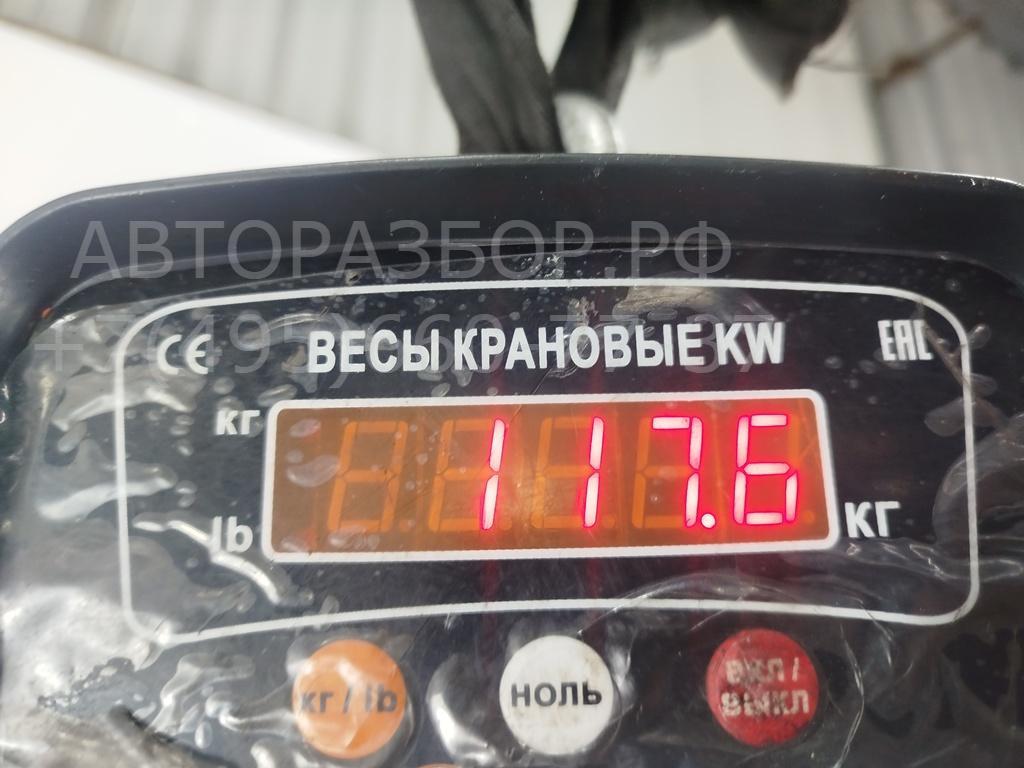 АВТОРАЗБОР.РФ
CE ВЕСЫ КРАНОВЫЕ KW EAC
кг
117.6 кг
lb
кг / lb НОЛЬ ВКЛ / ВЫКЛ